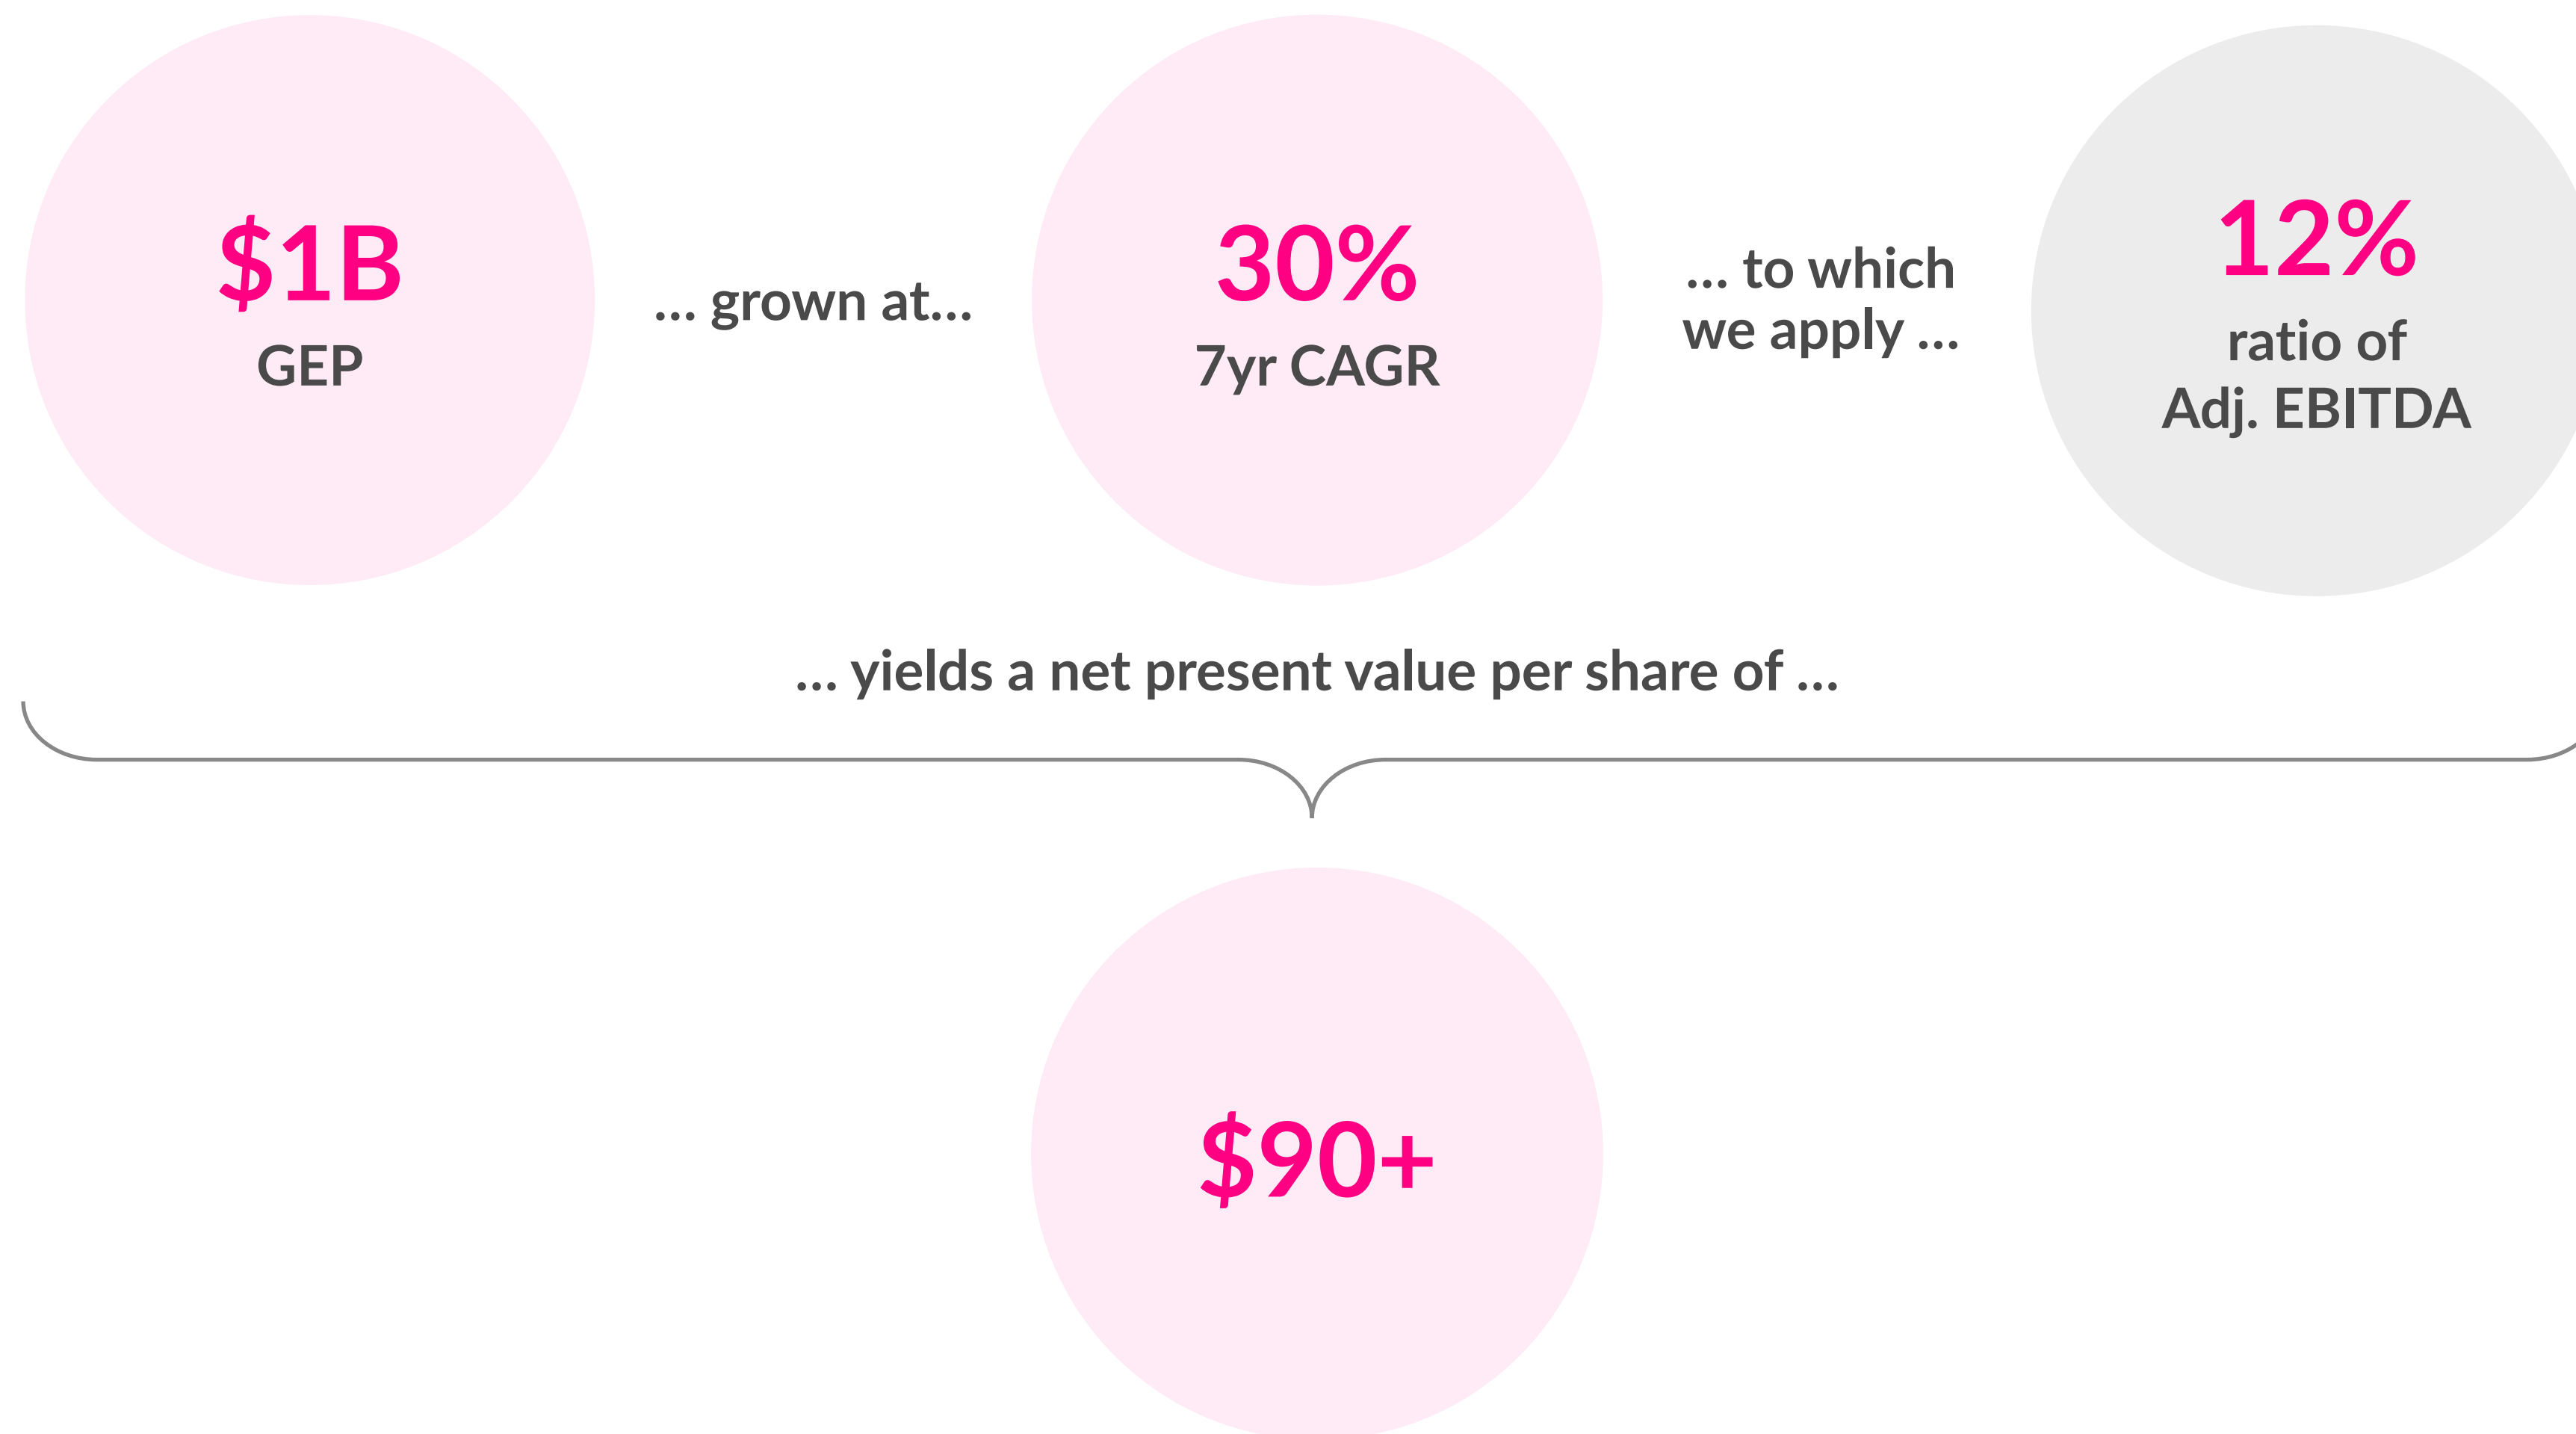 $1B
GEP
... grown at...
30%
7yr CAGR
... to which
we apply ...
12%
ratio of
Adj. EBITDA
... yields a net present value per share of ...
$90+